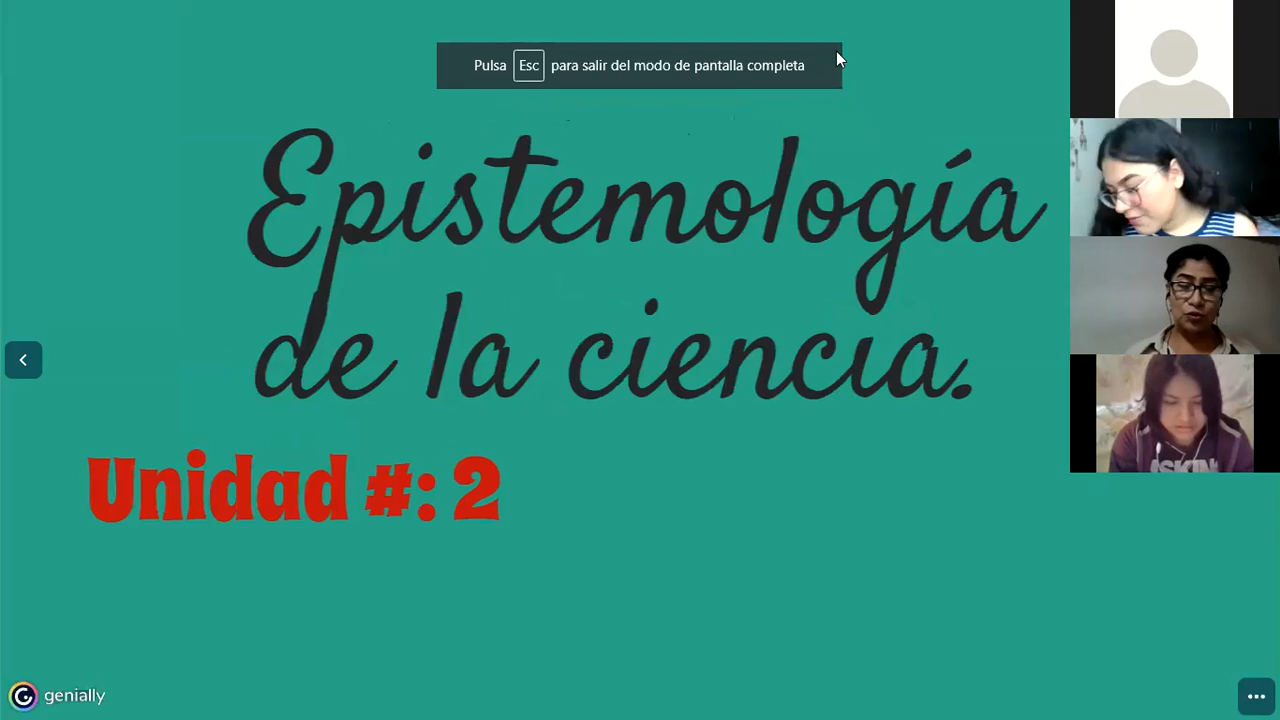 Pulsa Esc para salir del modo de pantalla completa
Epistemología
de la ciencia.
Unidad #: 2
genially